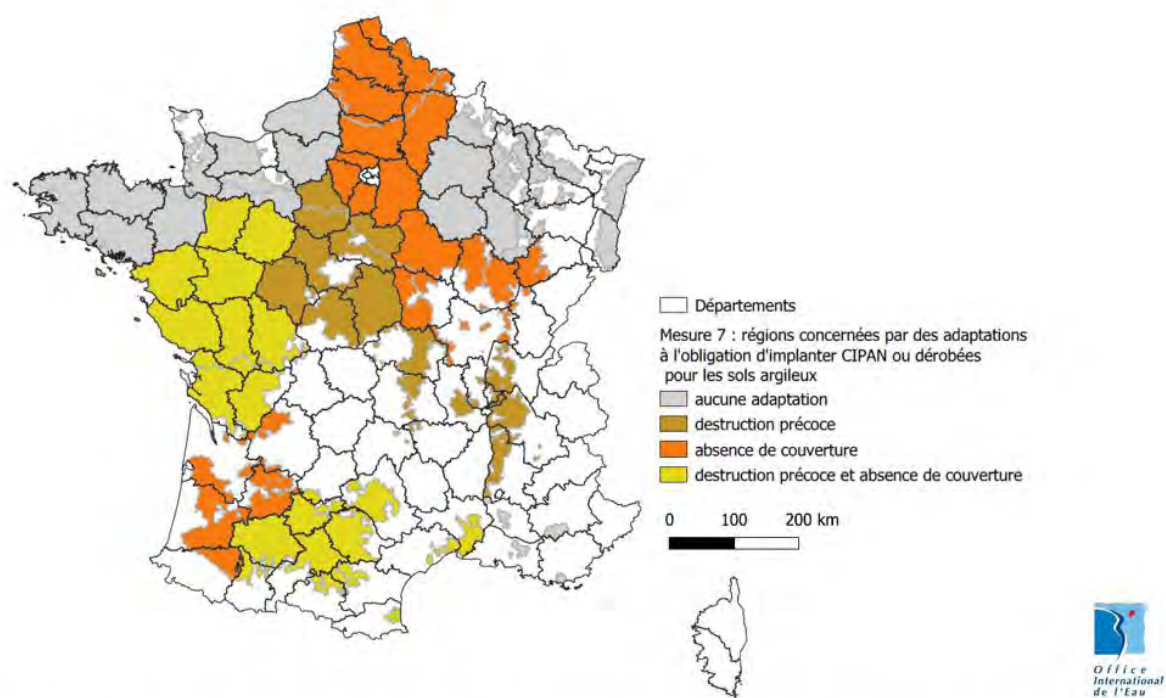 Départements
Mesure 7 : régions concernées par des adaptations
à l'obligation d'implanter CIPAN ou dérobées
pour les sols argileux
aucune adaptation
destruction précoce
absence de couverture
destruction précoce et absence de couverture
0 100 200 km
Office
International
de l'Eau